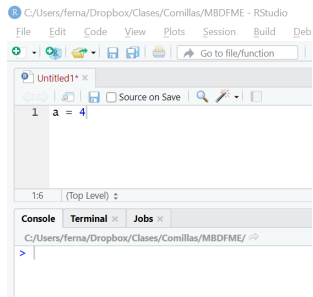 C:/Users/ferna/Dropbox/Clases/Comillas/MBDFME - RStudio
File Edit Code View Plots Session Build Deb
Go to file/function
Untitled1* ×
Source on Save
1 a = 4
1:6 (Top Level)
Console Terminal × Jobs ×
C:/Users/ferna/Dropbox/Clases/Comillas/MBDFME/
>